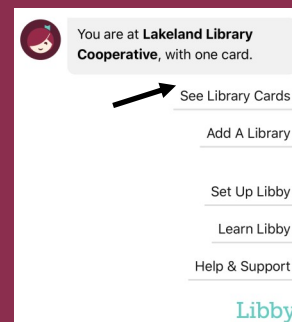 You are at Lakeland Library
Cooperative, with one card.
See Library Cards
Add A Library
Set Up Libby
Learn Libby
Help & Support
Libby